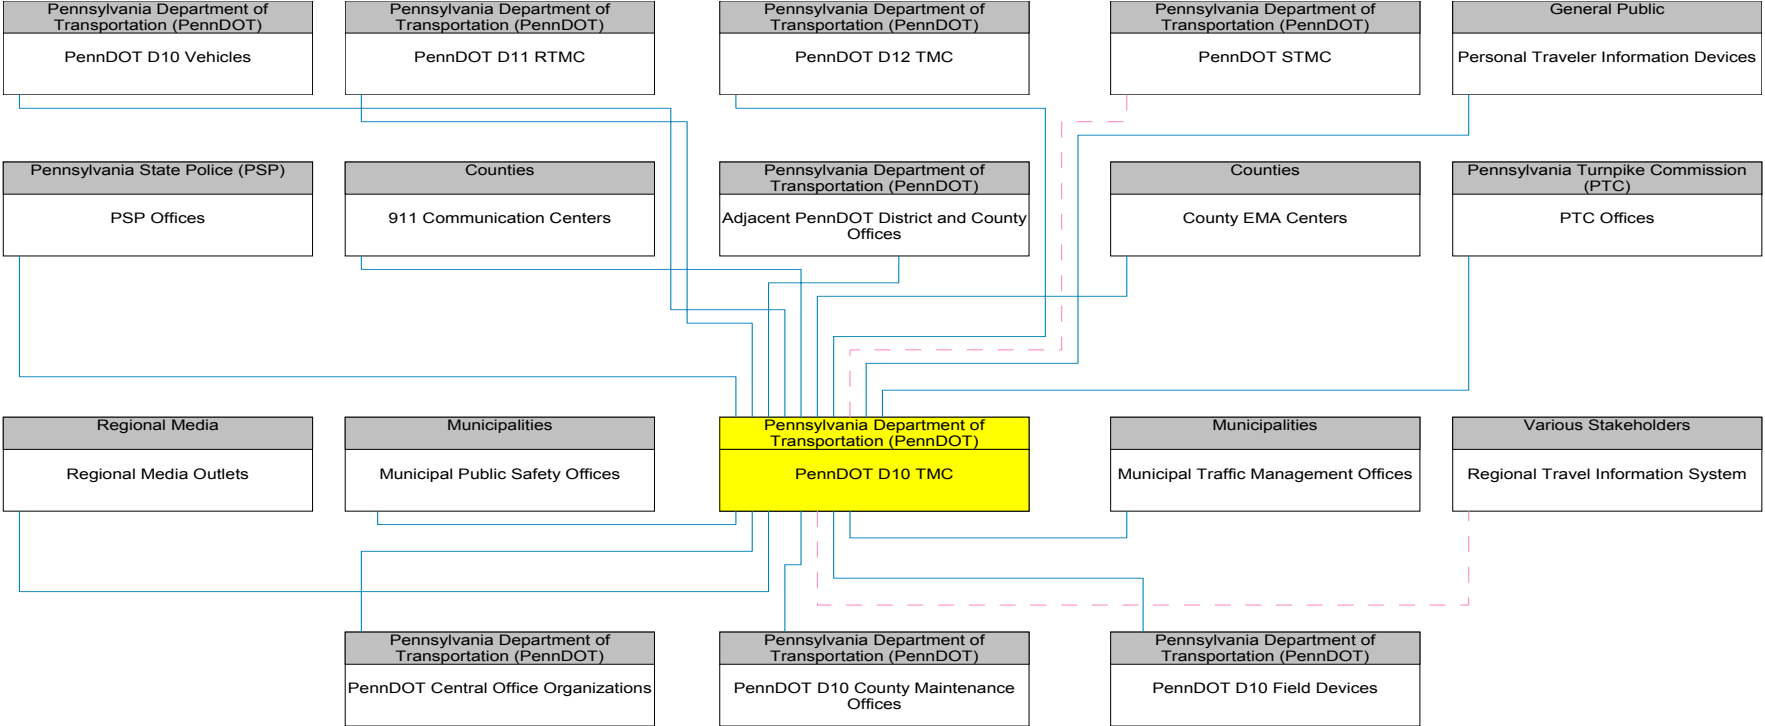 Pennsylvania Department of
Transportation (PennDOT)
PennDOT D10 Vehicles
Pennsylvania Department of
Transportation (PennDOT)
PennDOT D11 RTMC
Pennsylvania Department of
Transportation (PennDOT)
PennDOT D12 TMC
Pennsylvania Department of
Transportation (PennDOT)
PennDOT STMC
General Public
Personal Traveler Information Devices
Pennsylvania State Police (PSP)
PSP Offices
Counties
911 Communication Centers
Pennsylvania Department of
Transportation (PennDOT)
Adjacent PennDOT District and County
Offices
Counties
County EMA Centers
Pennsylvania Turnpike Commission
(PTC)
PTC Offices
Regional Media
Regional Media Outlets
Municipalities
Municipal Public Safety Offices
Pennsylvania Department of
Transportation (PennDOT)
PennDOT D10 TMC
Municipalities
Municipal Traffic Management Offices
Various Stakeholders
Regional Travel Information System
Pennsylvania Department of
Transportation (PennDOT)
PennDOT Central Office Organizations
Pennsylvania Department of
Transportation (PennDOT)
PennDOT D10 County Maintenance
Offices
Pennsylvania Department of
Transportation (PennDOT)
PennDOT D10 Field Devices